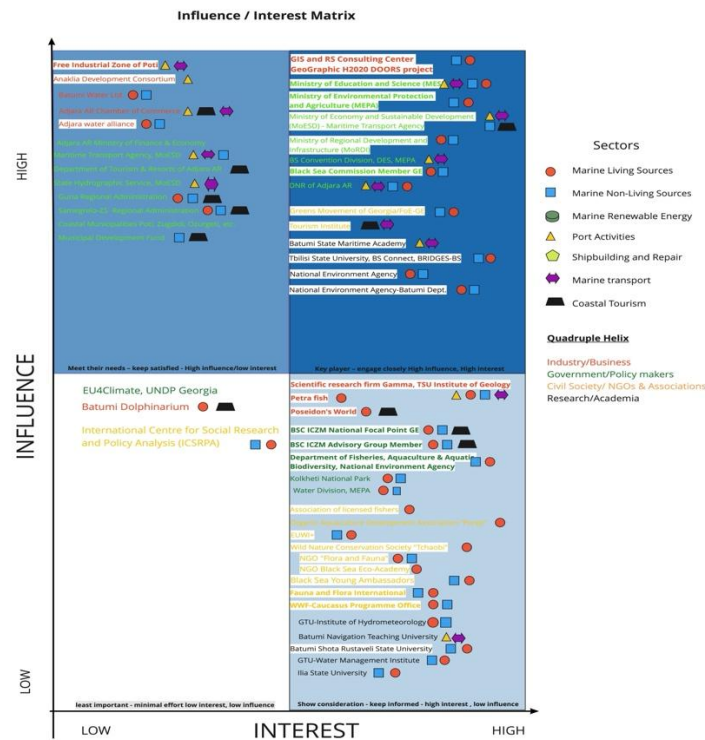 Influence / Interest Matrix
INFLUENCE
HIGH
LOW
Free Industrial Zone of Poti
Anaklia Development Consortium
Batumi Water Ltd.
Adjara AR Chamber of Commerce
Adjara water alliance
Adjara AR Ministry of Finance & Economy
Maritime Transport Agency, MoESD
Department of Tourism & Resorts of Adjara AR
State Hydrographic Service, MoESD
Guria Regional Administration
Samegrelo-ZS. Regional Administration
Coastal Municipalities
Municipal Development Fund
Meet their needs – keep satisfied - High influence/low interest
GIS and RS Consulting Center
GeoGraphic H2020 DOORS project
Ministry of Education and Science (MES)
Ministry of Environmental Protection
and Agriculture (MEPA)
Ministry of Economy and Sustainable Development
(MoESD) - Maritime Transport Agency
Ministry of Regional Development and
Infrastructure (MoRDI)
BS Convention Division, DES, MEPA
Black Sea Commission Member GE
DNR of Adjara AR
Greens Movement of Georgia/FoE-GE
Tourism Institute
Batumi State Maritime Academy
Tbilisi State University, BS Connect, BRIDGES-BS
National Environment Agency
National Environment Agency-Batumi Dept.
Key player – engage closely High Influence, High interest
EU4Climate, UNDP Georgia
Batumi Dolphinarium
International Centre for Social Research
and Policy Analysis (ICSRPA)
least important - minimal effort low interest, low influence
Scientific research firm Gamma, TSU Institute of Geology
Petra fish
Poseidon's World
BSC ICZM National Focal Point GE
BSC ICZM Advisory Group Member
Department of Fisheries, Aquaculture & Aquatic
Biodiversity, National Environment Agency
Kolkheti National Park
Water Division, MEPA
Association of licensed fishers
Wild Nature Conservation Society "Tchaobi"
NGO "Flora and Fauna"
NGO Black Sea Eco-Academy
Black Sea Young Ambassadors
Fauna and Flora International
WWF-Caucasus Programme Office
GTU-Institute of Hydrometeorology
Batumi Navigation Teaching University
Batumi Shota Rustaveli State University
GTU-Water Management Institute
Ilia State University
Show consideration - keep informed - high interest , low influence
LOW
INTEREST
HIGH
Sectors
Marine Living Sources
Marine Non-Living Sources
Marine Renewable Energy
Port Activities
Shipbuilding and Repair
Marine transport
Coastal Tourism
Quadruple Helix
Industry/Business
Government/Policy makers
Civil Society/ NGOs & Associations
Research/Academia